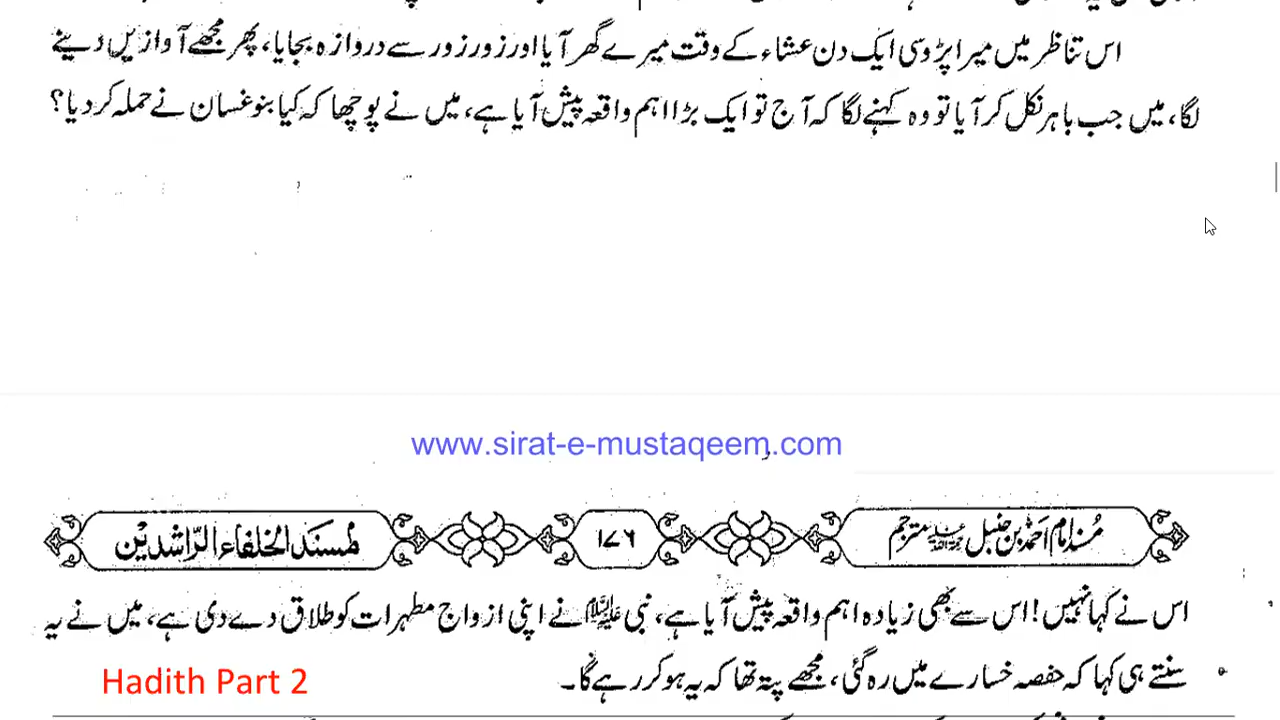 اس تناظر میں میرا پڑوسی ایک دن عشاء کے وقت میرے گھر آیا اور زور زور سے دروازہ بجایا، پھر مجھے آوازیں دینے
لگا، میں جب باہر نکل کر آیا تو وہ کہنے لگا کہ آج تو ایک بڑا اہم واقعہ پیش آیا ہے، میں نے پوچھا کہ کیا بنو غسان نے حملہ کر دیا؟
www.sirat-e-mustaqeem.com
مُسند امام احمد بن حنبل مترجم ۱۷۶ مُسنَد الخلفاء الرّاشدین
اس نے کہا نہیں! اس سے بھی زیادہ اہم واقعہ پیش آیا ہے، نبی علیہ السلام نے اپنی ازواج مطہرات کو طلاق دے دی ہے، میں نے یہ
سنتے ہی کہا کہ حفصہ خسارے میں رہ گئی، مجھے پتہ تھا کہ یہ ہو کر رہے گا۔
Hadith Part 2